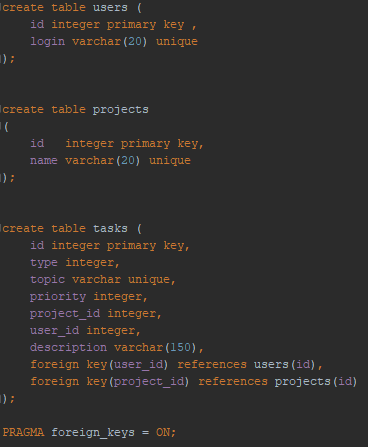 create table users (
    id integer primary key ,
    login varchar(20) unique
);
create table projects
(
    id   integer primary key,
    name varchar(20) unique
);
create table tasks (
    id integer primary key,
    type integer,
    topic varchar unique,
    priority integer,
    project_id integer,
    user_id integer,
    description varchar(150),
    foreign key(user_id) references users(id),
    foreign key(project_id) references projects(id)
);
PRAGMA foreign_keys = ON;